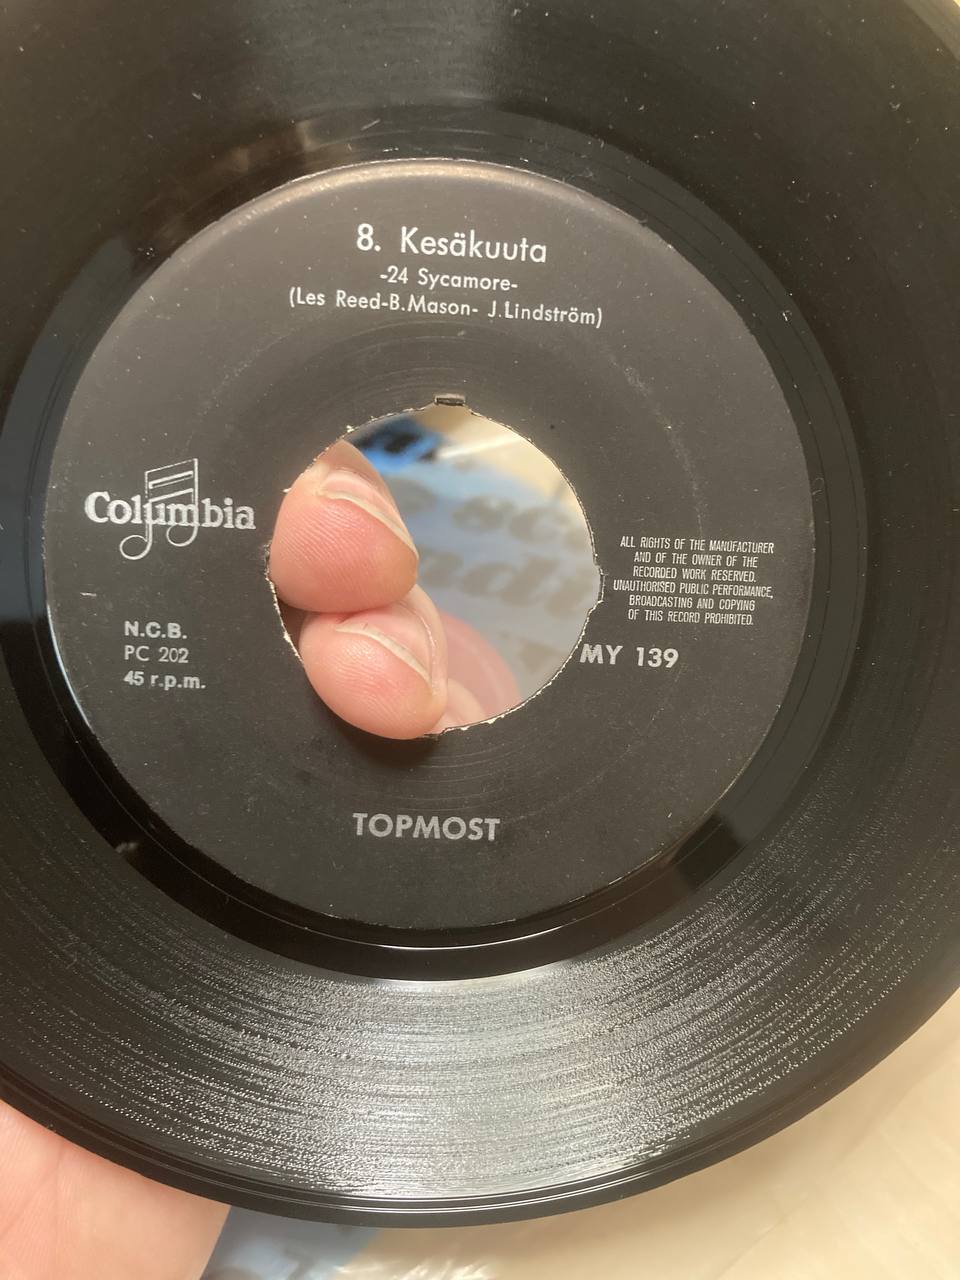 8. Kesäkuuta
-24 Sycamore-
(Les Reed-B.Mason- J.Lindström)
Columbia
ALL RIGHTS OF THE MANUFACTURER
AND OF THE OWNER OF THE
RECORDED WORK RESERVED.
UNAUTHORISED PUBLIC PERFORMANCE,
BROADCASTING AND COPYING
OF THIS RECORD PROHIBITED.
N.C.B.
PC 202
45 r.p.m.
MY 139
TOPMOST